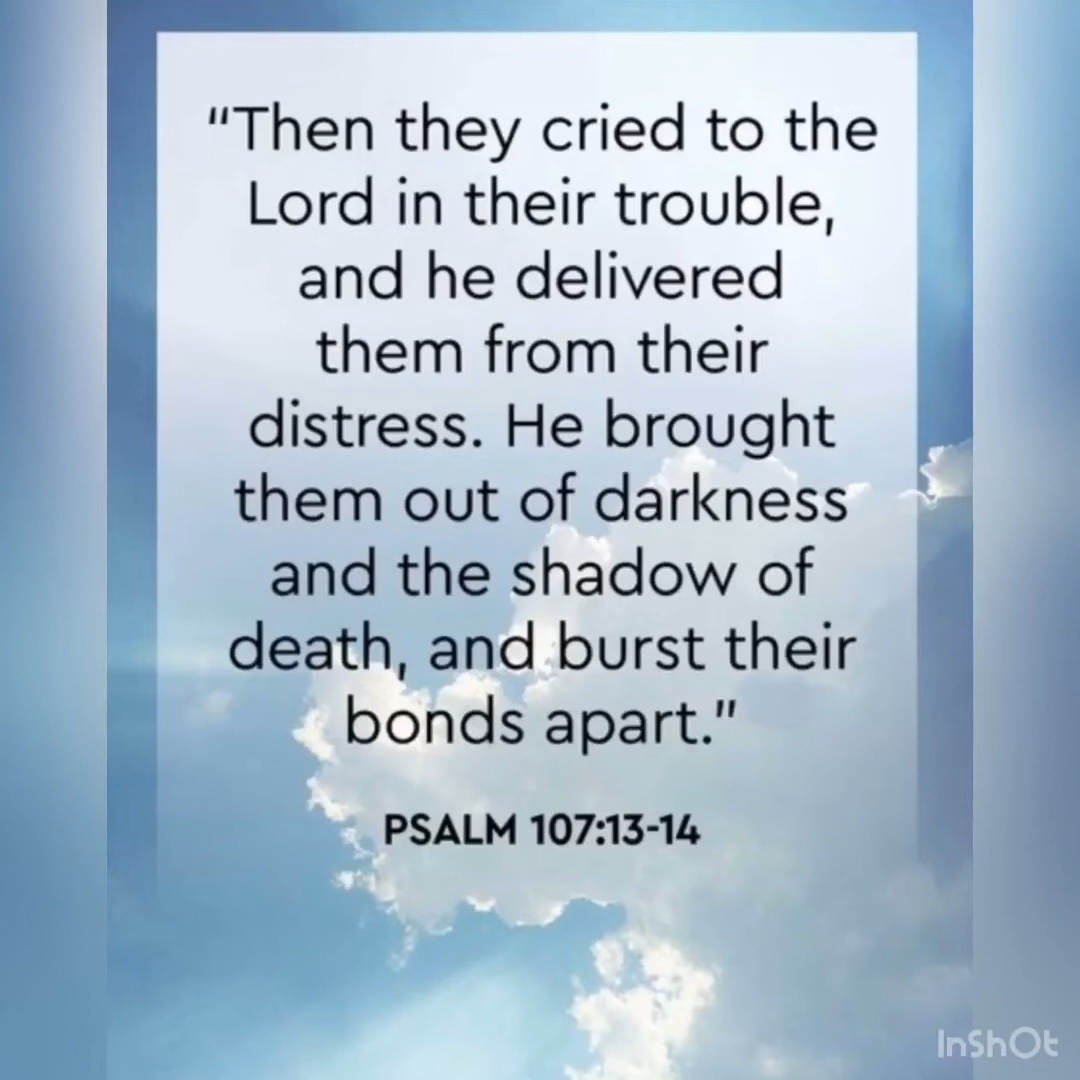 "Then they cried to the
Lord in their trouble,
and he delivered
them from their
distress. He brought
them out of darkness
and the shadow of
death, and burst their
bonds apart."
PSALM 107:13-14
InShOt